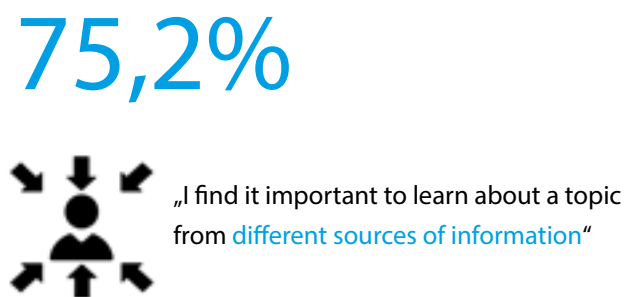 75,2%
„I find it important to learn about a topic
from different sources of information“